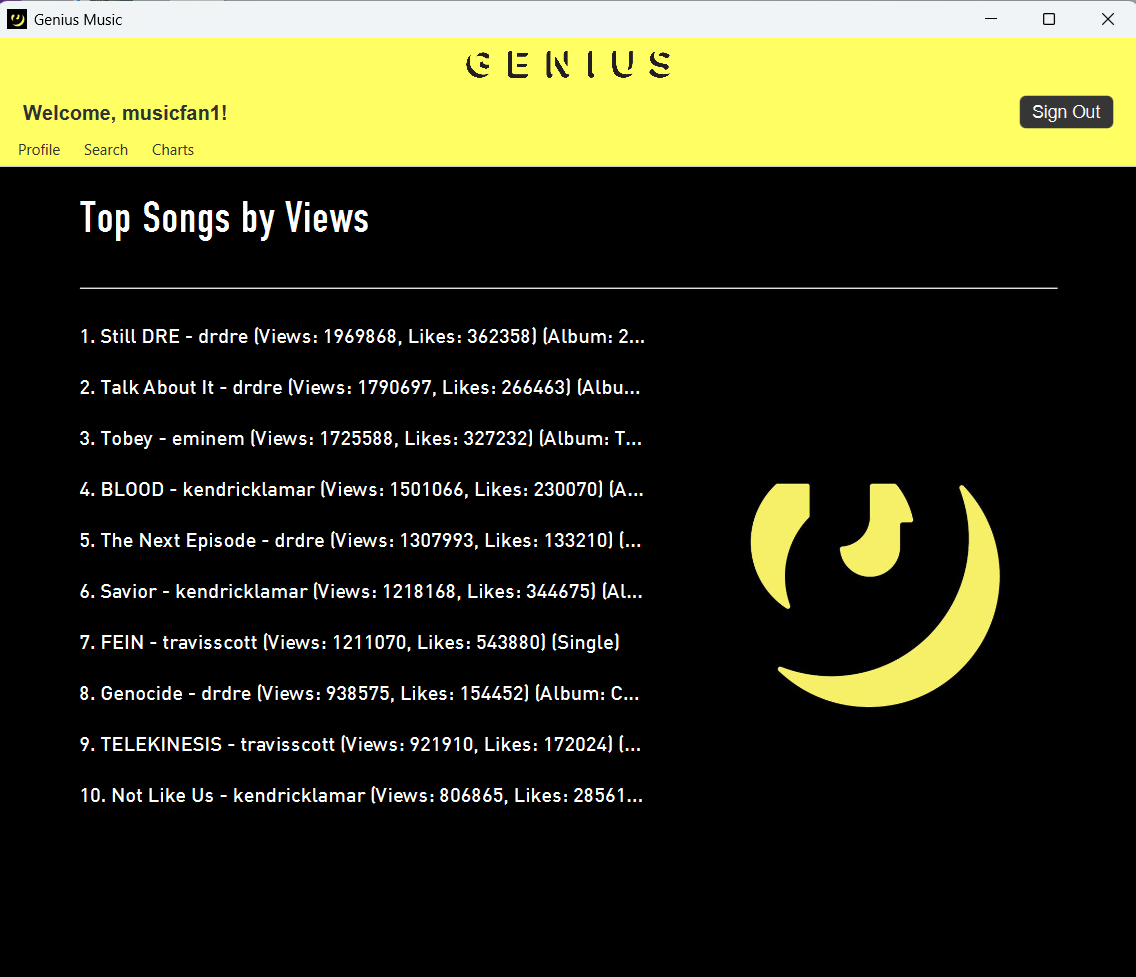 Genius Music
GENIUS
Welcome, musicfan1!
Sign Out
Profile Search Charts
Top Songs by Views
1. Still DRE - drdre (Views: 1969868, Likes: 362358) (Album: 2...
2. Talk About It - drdre (Views: 1790697, Likes: 266463) (Albu...
3. Tobey - eminem (Views: 1725588, Likes: 327232) (Album: T...
4. BLOOD - kendricklamar (Views: 1501066, Likes: 230070) (A...
5. The Next Episode - drdre (Views: 1307993, Likes: 133210) (...
6. Savior - kendricklamar (Views: 1218168, Likes: 344675) (Al...
7. FEIN - travisscott (Views: 1211070, Likes: 543880) (Single)
8. Genocide - drdre (Views: 938575, Likes: 154452) (Album: C...
9. TELEKINESIS - travisscott (Views: 921910, Likes: 172024) (...
10. Not Like Us - kendricklamar (Views: 806865, Likes: 28561...